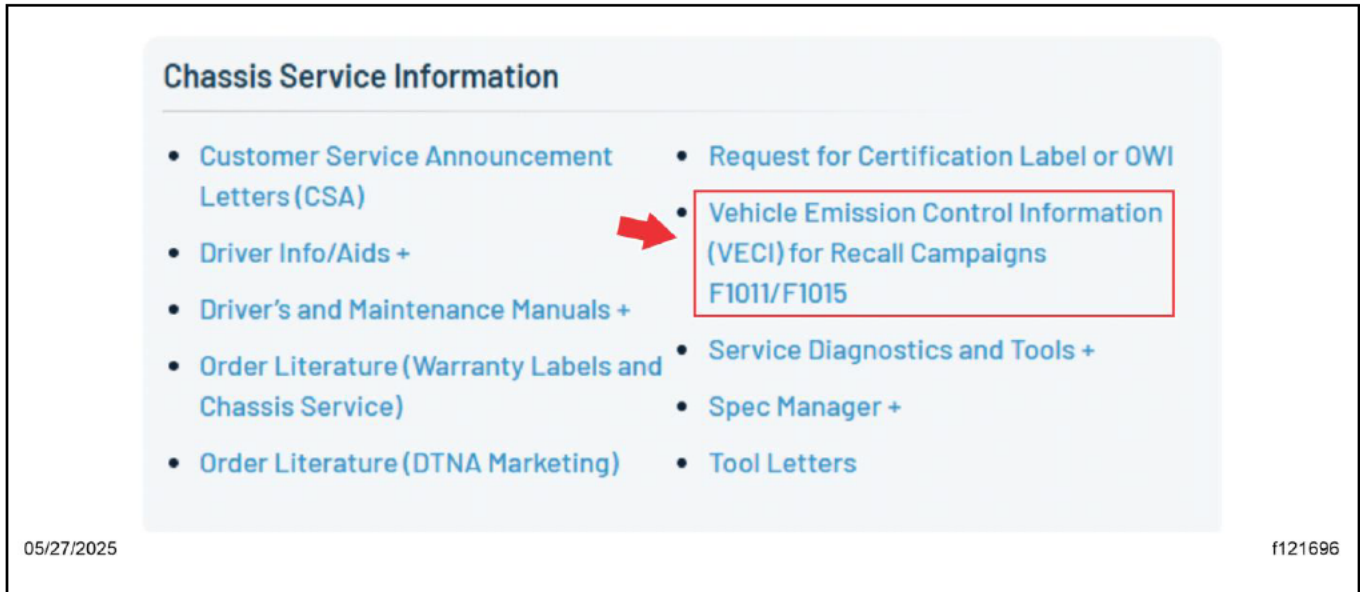 Chassis Service Information
• Customer Service Announcement
Letters (CSA)
• Driver Info/Aids +
• Driver's and Maintenance Manuals +
• Order Literature (Warranty Labels and
Chassis Service)
• Order Literature (DTNA Marketing)
• Request for Certification Label or OWI
• Vehicle Emission Control Information
(VECI) for Recall Campaigns
F1011/F1015
• Service Diagnostics and Tools +
• Spec Manager +
• Tool Letters
05/27/2025
f121696